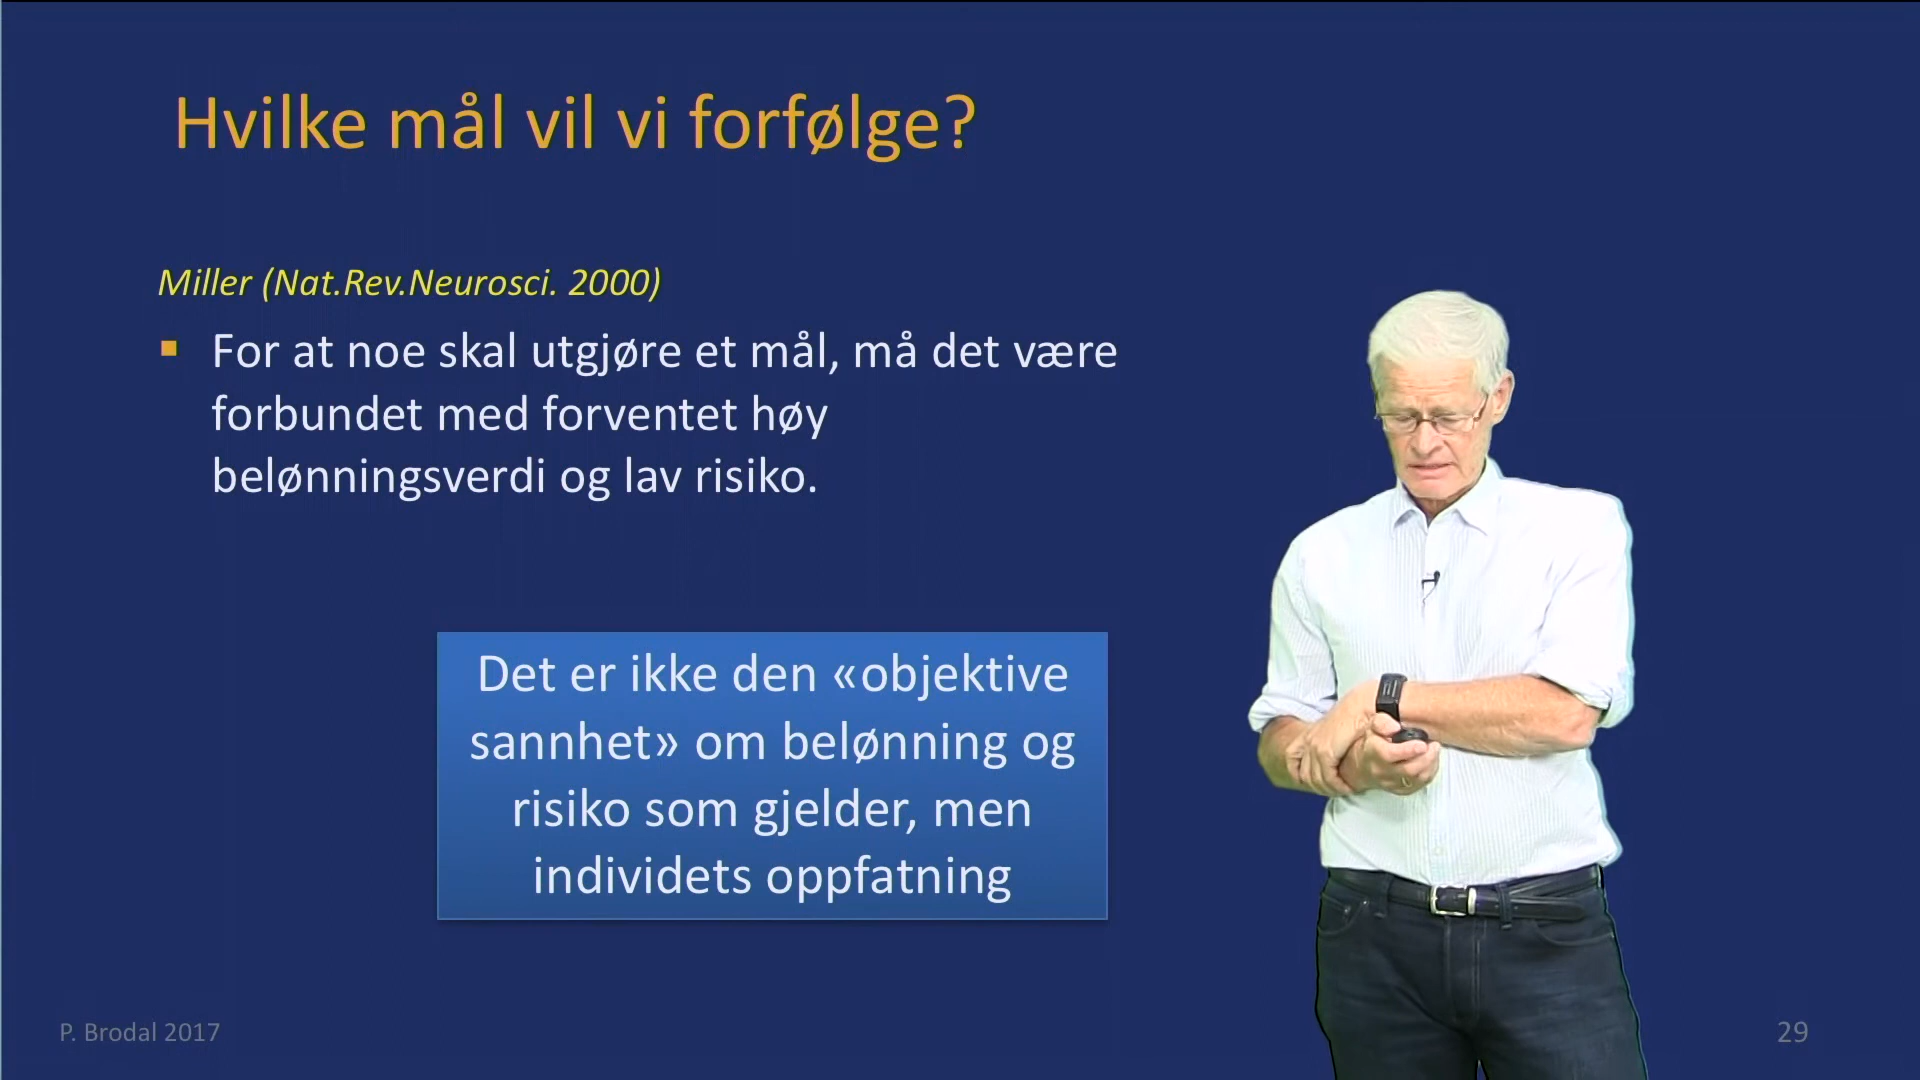 Hvilke mål vil vi forfølge?
Miller (Nat.Rev.Neurosci. 2000)
For at noe skal utgjøre et mål, må det være
forbundet med forventet høy
belønningsverdi og lav risiko.
Det er ikke den «objektive
sannhet» om belønning og
risiko som gjelder, men
individets oppfatning
P. Brodal 2017
29